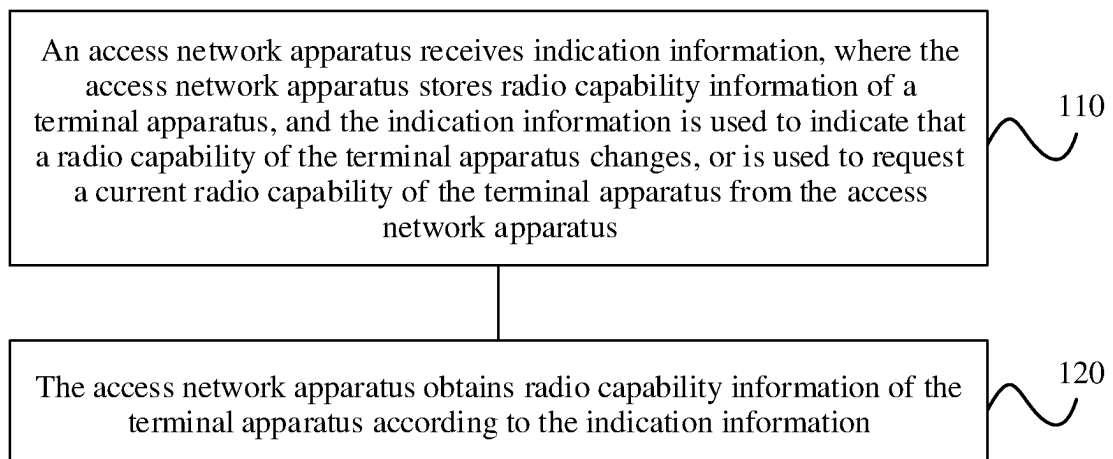 An access network apparatus receives indication information, where the
access network apparatus stores radio capability information of a
terminal apparatus, and the indication information is used to indicate that
a radio capability of the terminal apparatus changes, or is used to request
a current radio capability of the terminal apparatus from the access
network apparatus
110
The access network apparatus obtains radio capability information of the
terminal apparatus according to the indication information
120